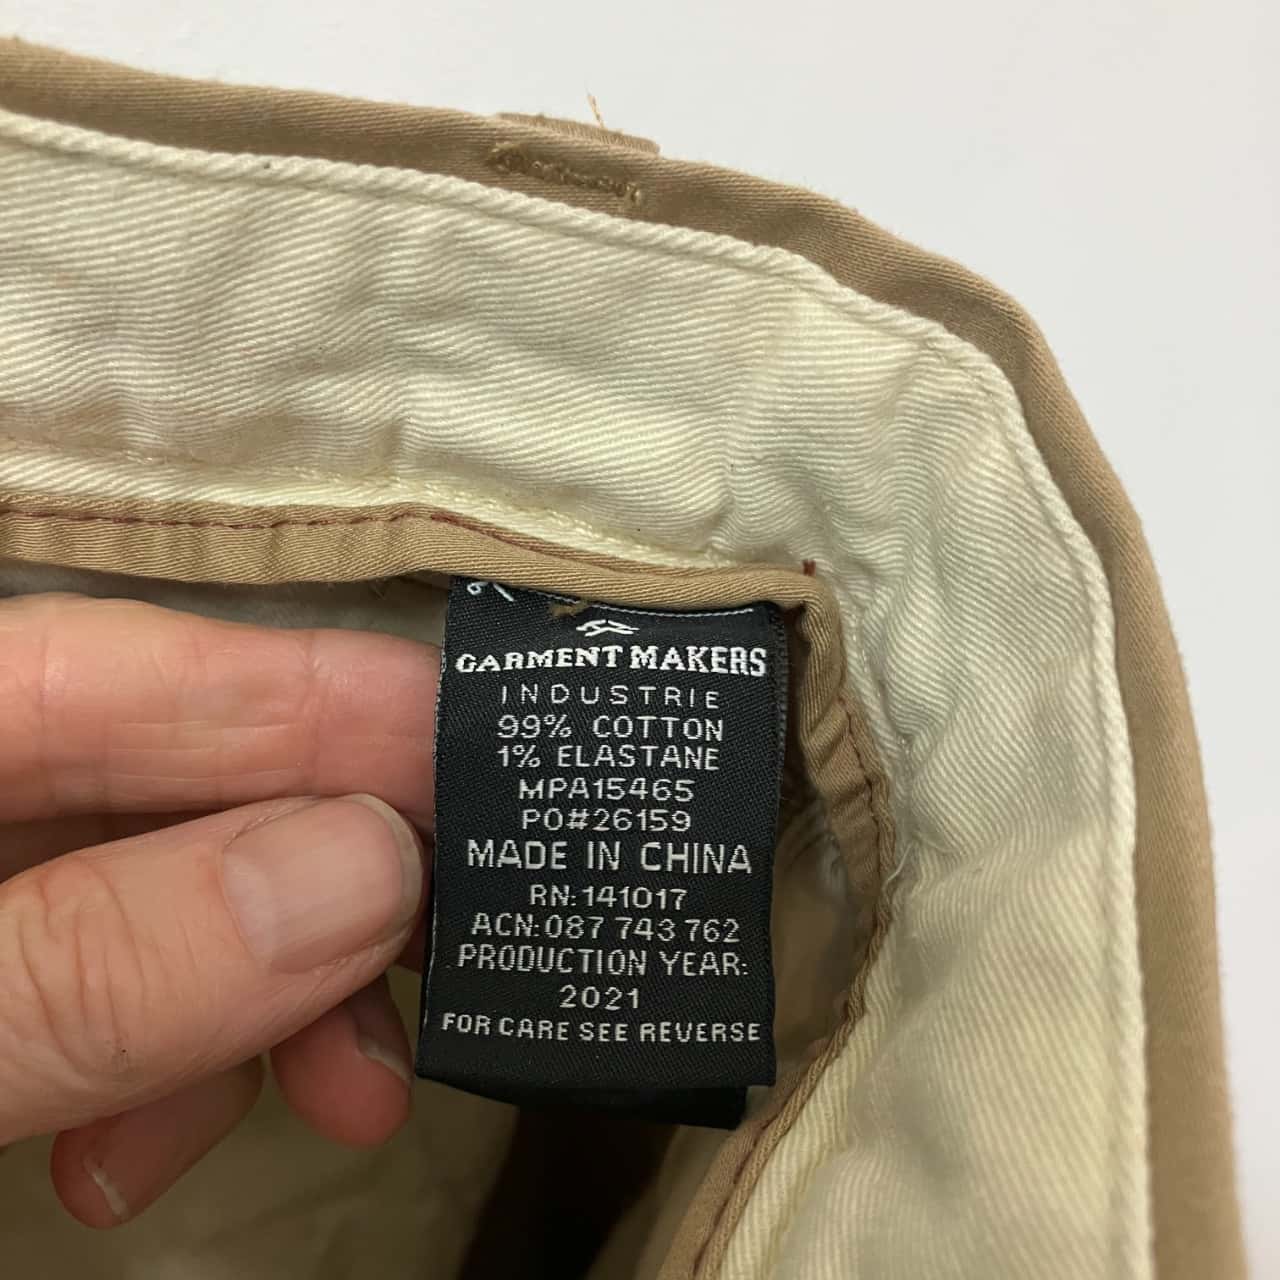 GARMENT MAKERS
INDUSTRIE
99% COTTON
1% ELASTANE
MPA15465
PO#26159
MADE IN CHINA
RN: 141017
ACN: 087 743 762
PRODUCTION YEAR:
2021
FOR CARE SEE REVERSE